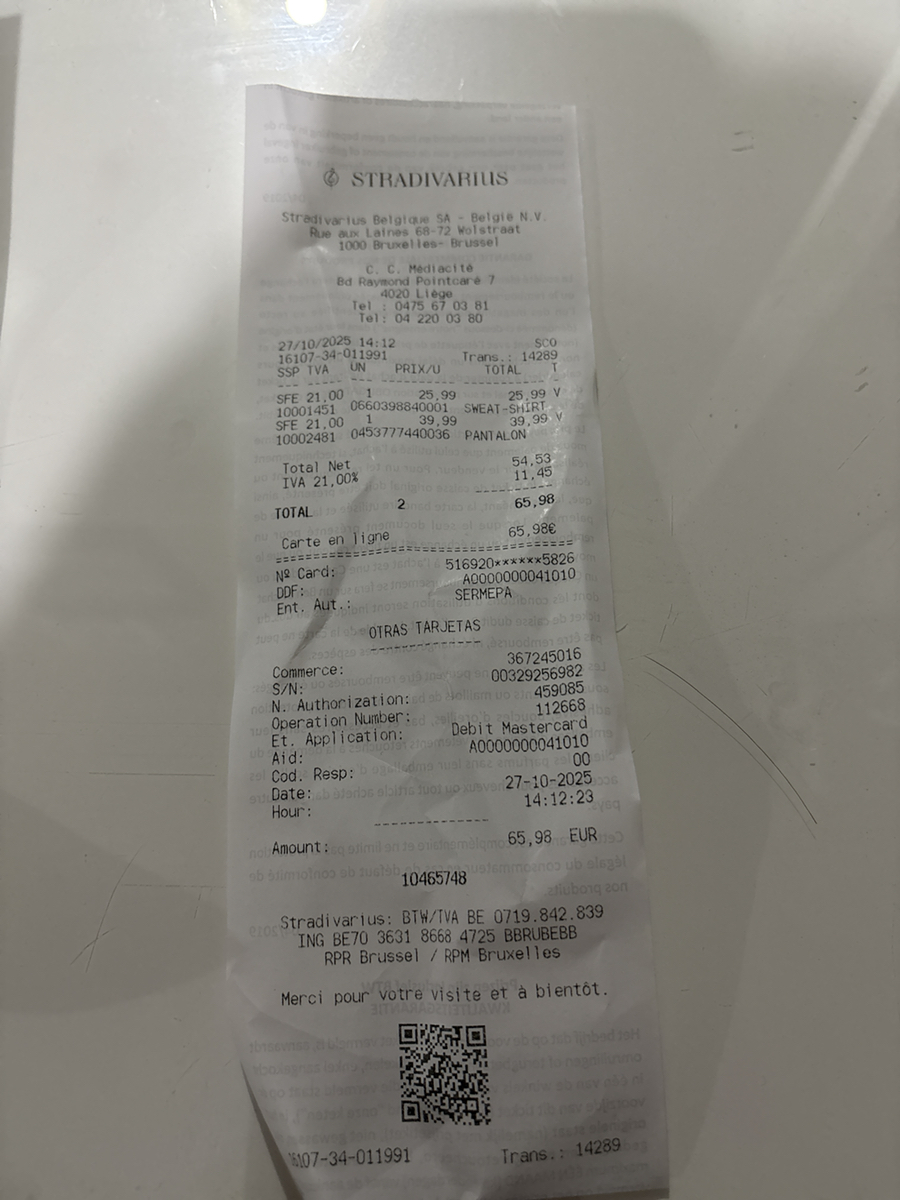 STRADIVARIUS
Stradivarius Belgique SA - België N.V.
Rue aux Laines 68-72 Wolstraat
1000 Bruxelles- Brussel
C. C. Médiacité
Bd Raymond Pointcaré 7
4020 Liège
Tel : 0475 67 03 81
Tel: 04 220 03 80
27/10/2025 14:12 SCO
16107-34-011991 Trans.: 14289
SSP TVA UN PRIX/U TOTAL T
SFE 21,00 1 25,99 25,99 V
10001451 0660398840001 SWEAT-SHIRT
SFE 21,00 1 39,99 39,99 V
10002481 0453777440036 PANTALON
Total Net 54,53
IVA 21,00% 11,45
TOTAL 2 65,98
Carte en ligne 65,98€
Nº Card: 516920******5826
DDF: A0000000041010
Ent. Aut.: SERMEPA
OTRAS TARJETAS
Commerce: 367245016
S/N: 00329256982
N. Authorization: 459085
Operation Number: 112668
Et. Application: Debit Mastercard
Aid: A0000000041010
Cod. Resp: 00
Date: 27-10-2025
Hour: 14:12:23
Amount: 65,98 EUR
10465748
Stradivarius: BTW/TVA BE 0719.842.839
ING BE70 3631 8668 4725 BBRUBEBB
RPR Brussel / RPM Bruxelles
Merci pour votre visite et à bientôt.
16107-34-011991 Trans.: 14289